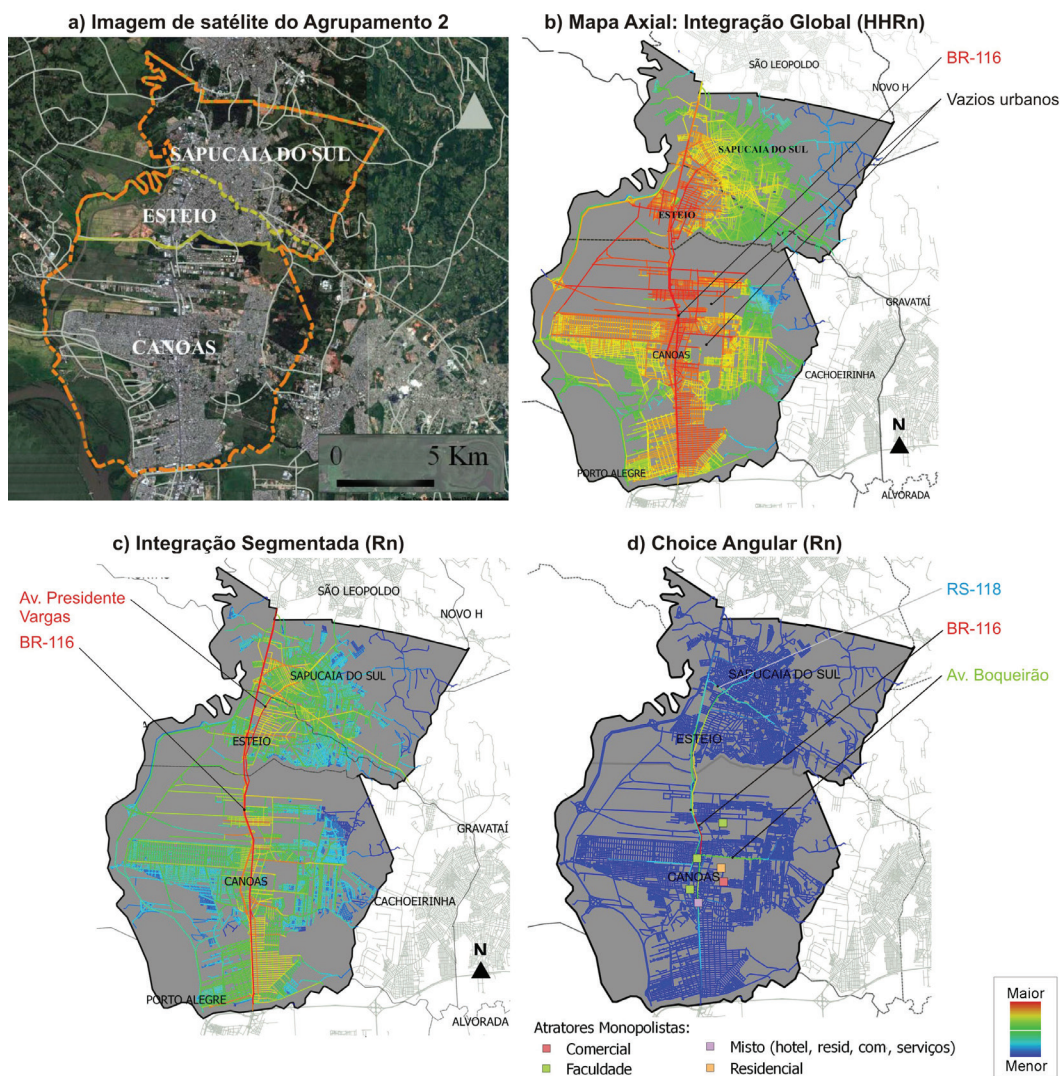 a) Imagem de satélite do Agrupamento 2
N
SAPUCAIA DO SUL
ESTEIO
CANOAS
0
5 Km
b) Mapa Axial: Integração Global (HHRn)
BR-116
Vazios urbanos
SÃO LEOPOLDO
NOVO H
SAPUCAIA DO SUL
ESTEIO
GRAVATAÍ
CANOAS
CACHOEIRINHA
N
PORTO ALEGRE
ALVORADA
c) Integração Segmentada (Rn)
Av. Presidente
Vargas
BR-116
SÃO LEOPOLDO
NOVO H
SAPUCAIA DO SUL
ESTEIO
GRAVATAÍ
CANOAS
CACHOEIRINHA
N
PORTO ALEGRE
ALVORADA
d) Choice Angular (Rn)
RS-118
BR-116
Av. Boqueirão
SAPUCAIA DO SUL
ESTEIO
CANOAS
Atratores Monopolistas:
Comercial
Faculdade
Misto (hotel, resid, com, serviços)
Residencial
Maior
Menor